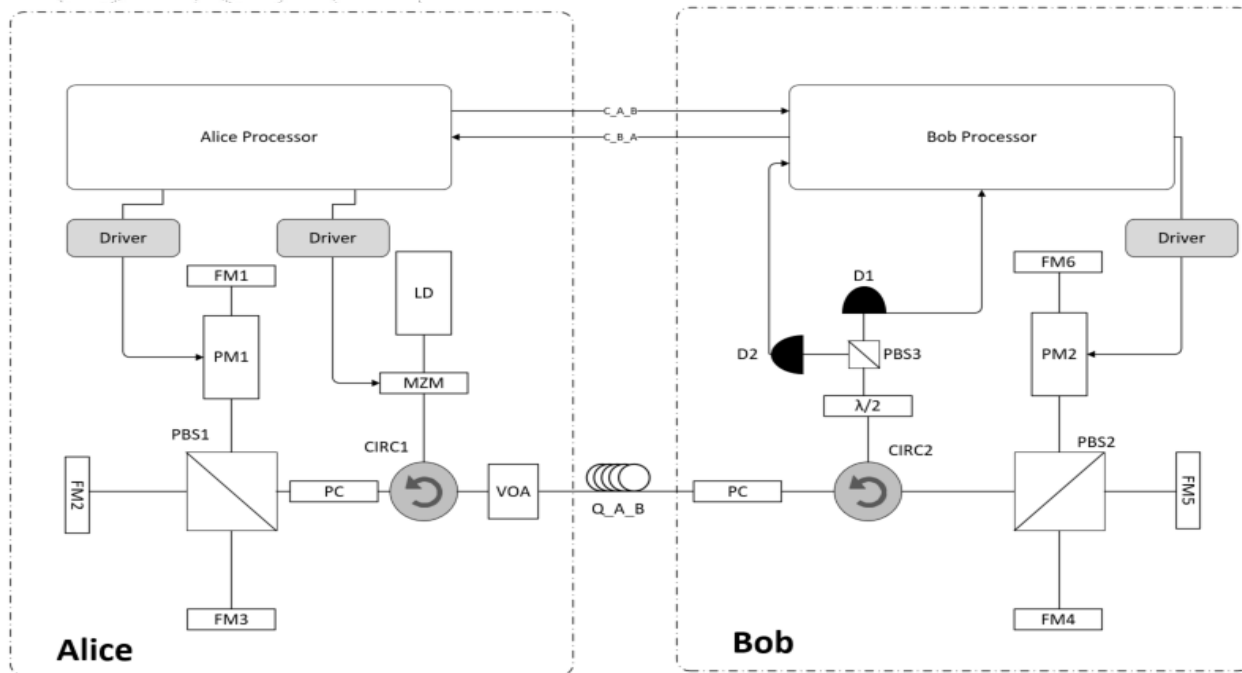 C_A_B
Alice Processor
Bob Processor
C_B_A
Driver
Driver
Driver
FM1
LD
D1
FM6
PM1
D2
PBS3
PM2
MZM
λ/2
PBS1
CIRC1
CIRC2
PBS2
FM2
PC
VOA
PC
FM5
Q_A_B
FM3
FM4
Alice
Bob